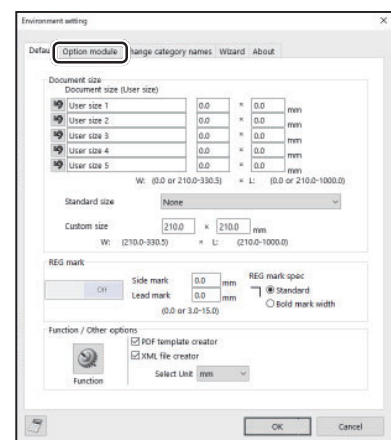 Environment setting
Default Option module Change category names Wizard About
Document size
Document size (User size)
User size 1 0.0 × 0.0 mm
User size 2 0.0 × 0.0 mm
User size 3 0.0 × 0.0 mm
User size 4 0.0 × 0.0 mm
User size 5 0.0 × 0.0 mm
W: (0.0 or 210.0-330.5) × L: (0.0 or 210.0-1000.0)
Standard size None
Custom size 210.0 × 210.0 mm
W: (210.0-330.5) × L: (210.0-1000.0)
REG mark
Off
Side mark 0.0 mm
Lead mark 0.0 mm
(0.0 or 3.0-15.0)
REG mark spec
Standard
Bold mark width
Function / Other options
Function
PDF template creator
XML file creator
Select Unit mm
OK Cancel